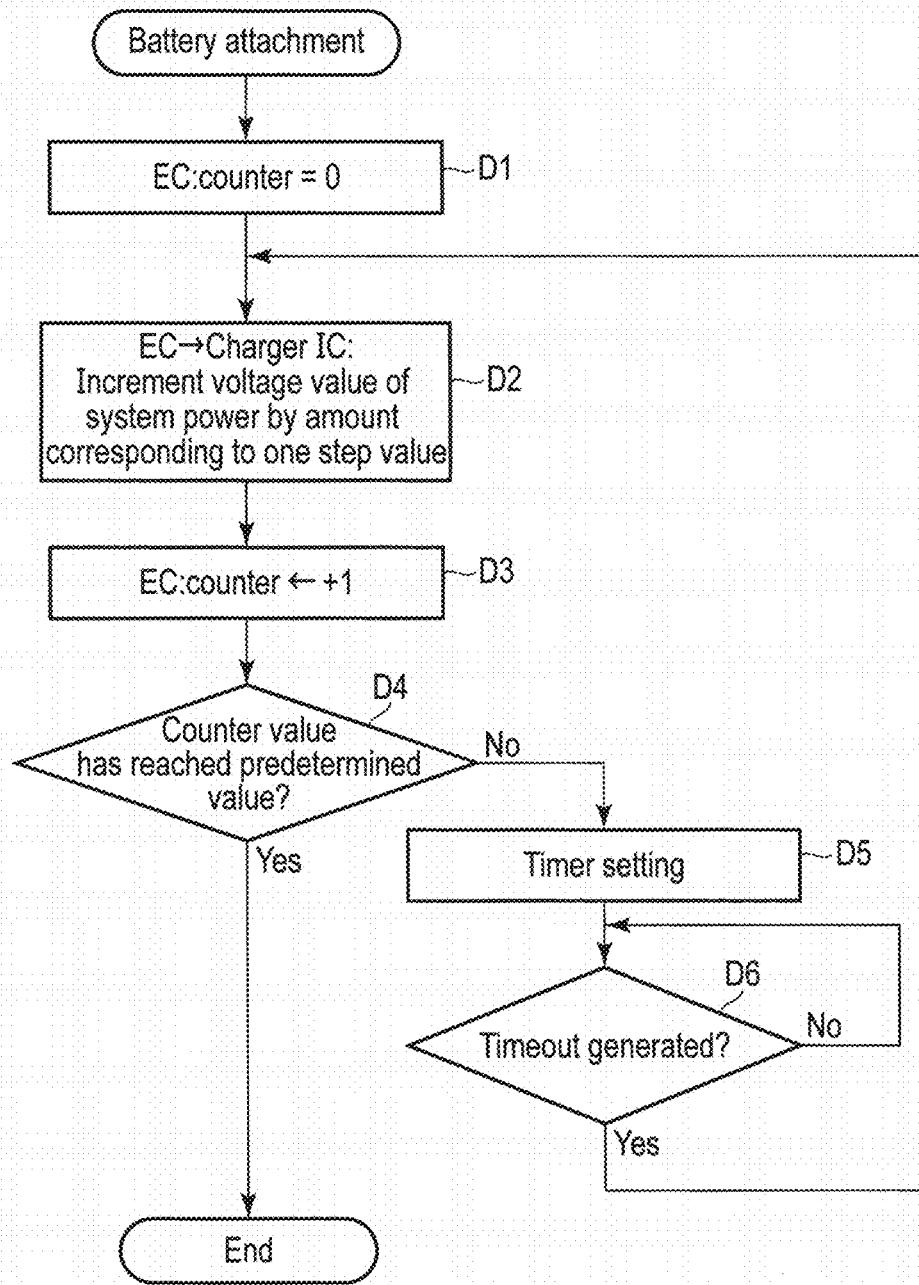 Battery attachment
EC:counter = 0
D1
EC→Charger IC:
Increment voltage value of
system power by amount
corresponding to one step value
D2
EC:counter ← +1
D3
D4
Counter value
has reached predetermined
value?
No
Yes
Timer setting
D5
D6
Timeout generated?
No
Yes
End